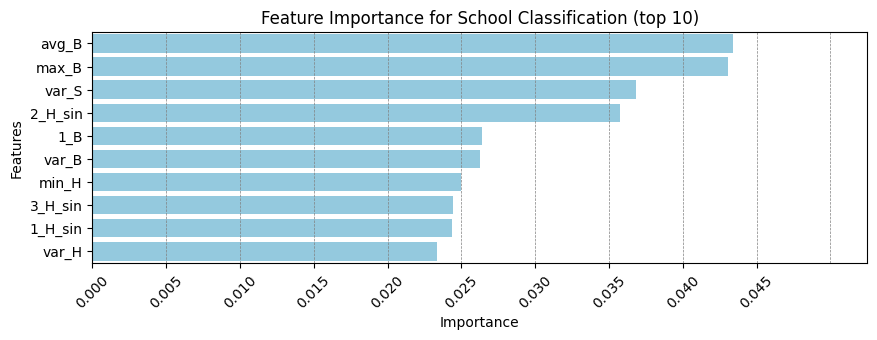 Feature Importance for School Classification (top 10)
avg_B
max_B
var_S
2_H_sin
1_B
var_B
min_H
3_H_sin
1_H_sin
var_H
Features
0.000 0.005 0.010 0.015 0.020 0.025 0.030 0.035 0.040 0.045
Importance